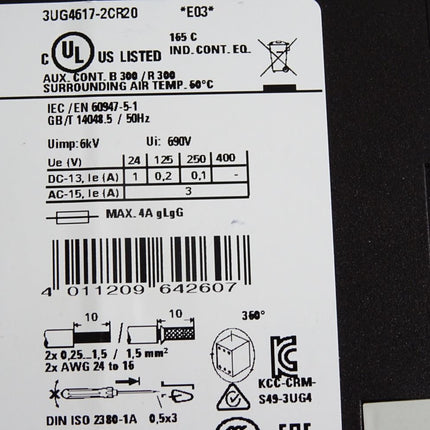 3UG4617-2CR20 *E03*
C UL US LISTED 165 C
IND. CONT. EQ.
AUX. CONT. B 300 / R 300
SURROUNDING AIR TEMP. 60°C
IEC / EN 60947-5-1
GB/T 14048.5 / 50Hz
Uimp: 6kV Ui: 690V
Ue (V) 24 125 250 400
DC-13, Ie (A) 1 0,2 0,1 -
AC-15, Ie (A) 3
MAX. 4A gLgG
4 011209 642607
10 10 360°
2x 0,25...1,5 / 1,5 mm²
2x AWG 24 to 16
KCC-CRM-
S49-3UG4
DIN ISO 2380-1A 0,5x3